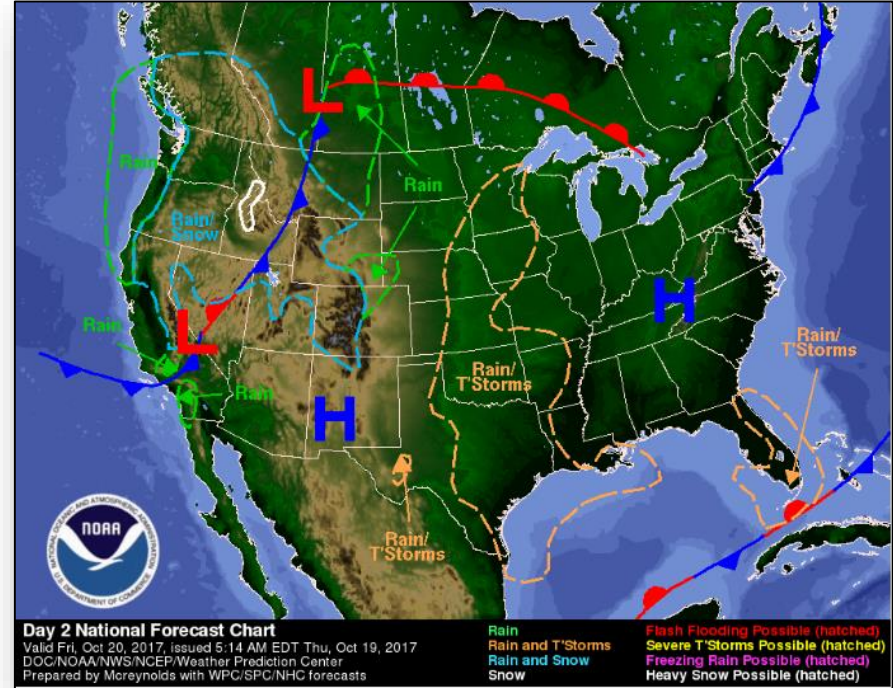 L
Rain
Rain
Rain/
Snow
H
Rain/
T'Storms
L
Rain
Rain/
T'Storms
Rain
H
Rain/
T'Storms
NATIONAL OCEANIC AND ATMOSPHERIC ADMINISTRATION
NOAA
U.S. DEPARTMENT OF COMMERCE
Day 2 National Forecast Chart
Valid Fri, Oct 20, 2017, issued 5:14 AM EDT Thu, Oct 19, 2017
DOC/NOAA/NWS/NCEP/Weather Prediction Center
Prepared by Mcreynolds with WPC/SPC/NHC forecasts
Rain
Rain and T'Storms
Rain and Snow
Snow
Flash Flooding Possible (hatched)
Severe T'Storms Possible (hatched)
Freezing Rain Possible (hatched)
Heavy Snow Possible (hatched)